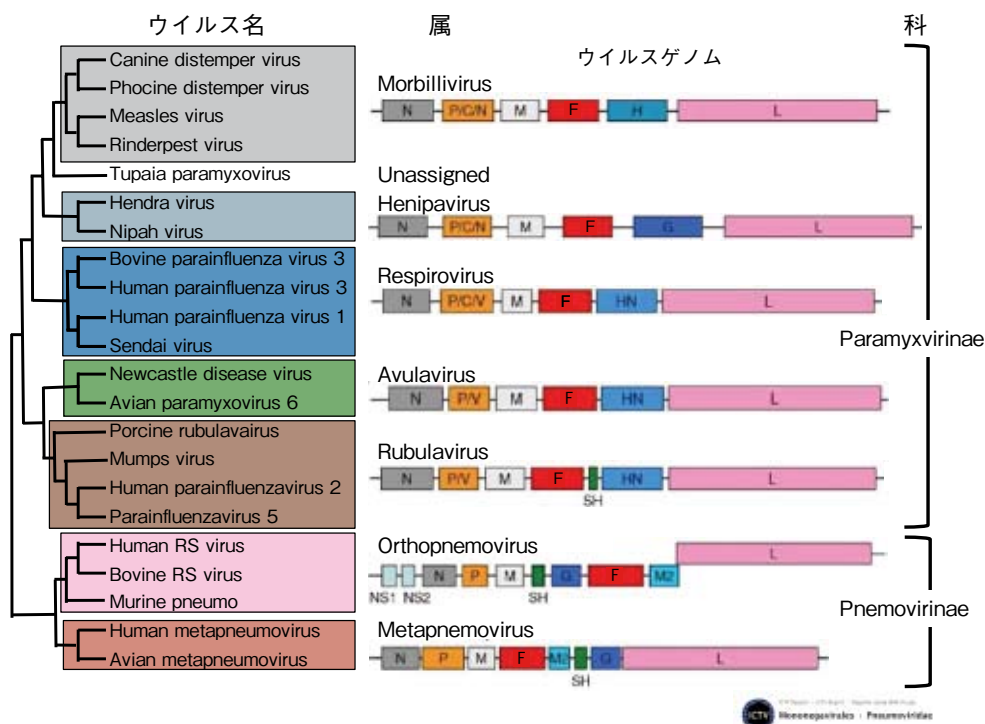 ウイルス名
属
科
ウイルスゲノム
Canine distemper virus
Phocine distemper virus
Measles virus
Rinderpest virus
Tupaia paramyxovirus
Hendra virus
Nipah virus
Bovine parainfluenza virus 3
Human parainfluenza virus 3
Human parainfluenza virus 1
Sendai virus
Newcastle disease virus
Avian paramyxovirus 6
Porcine rubulavairus
Mumps virus
Human parainfluenzavirus 2
Parainfluenzavirus 5
Human RS virus
Bovine RS virus
Murine pneumo
Human metapneumovirus
Avian metapneumovirus
Morbillivirus
N P/C/N M F H L
Unassigned
Henipavirus
N P/C/N M F G L
Respirovirus
N P/C/V M F HN L
Avulavirus
N P/V M F HN L
Rubulavirus
N P/V M F HN L
SH
Orthopnemovirus
L
N P M G F M2
NS1 NS2 SH
Metapnemovirus
N P M F M2 G L
SH
Paramyxvirinae
Pnemovirinae
ICTV
Mononegavirales Pneumoviridae